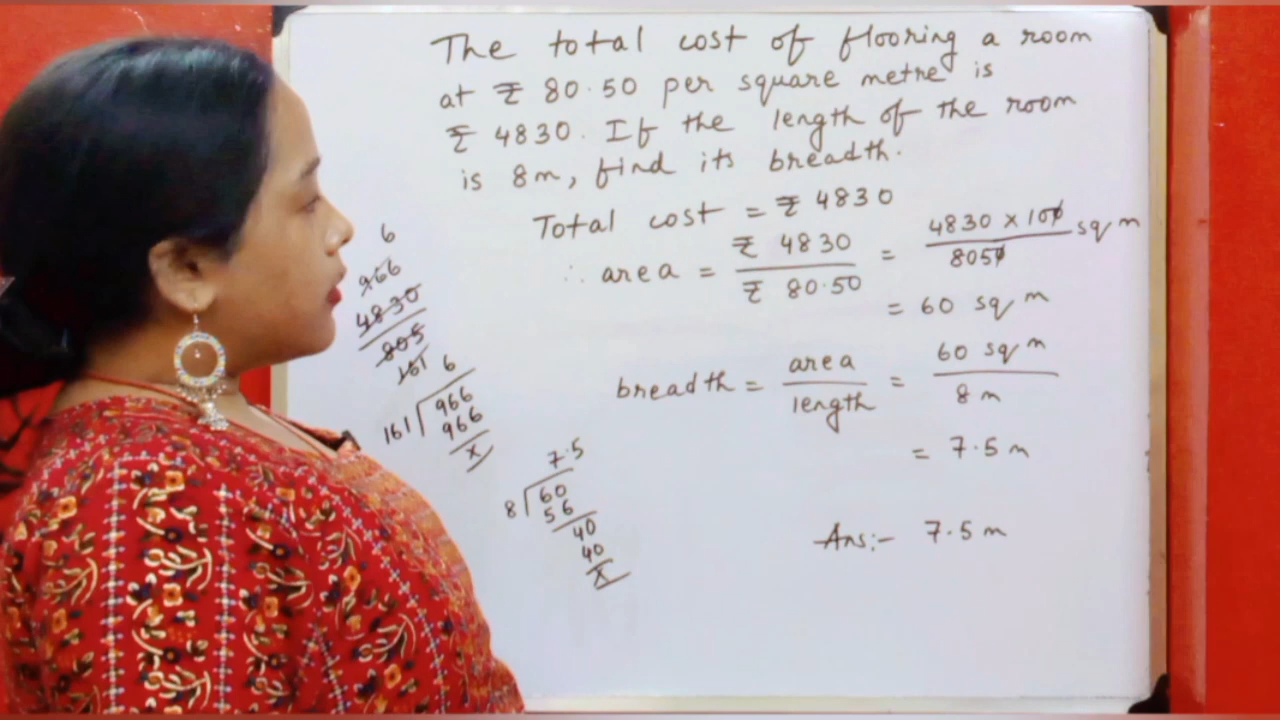 The total cost of flooring a room
at ₹ 80.50 per square metre is
₹ 4830. If the length of the room
is 8m, find its breadth.
Total cost = ₹ 4830
∴ area = ₹ 4830 / ₹ 80.50 = 4830 × 100 / 8050 sq m
= 60 sq m
breadth = area / length = 60 sq m / 8 m
= 7.5 m
Ans:- 7.5 m
6
966
4830
805
161
6
161 966
966
x
7.5
8 60
56
40
40
x